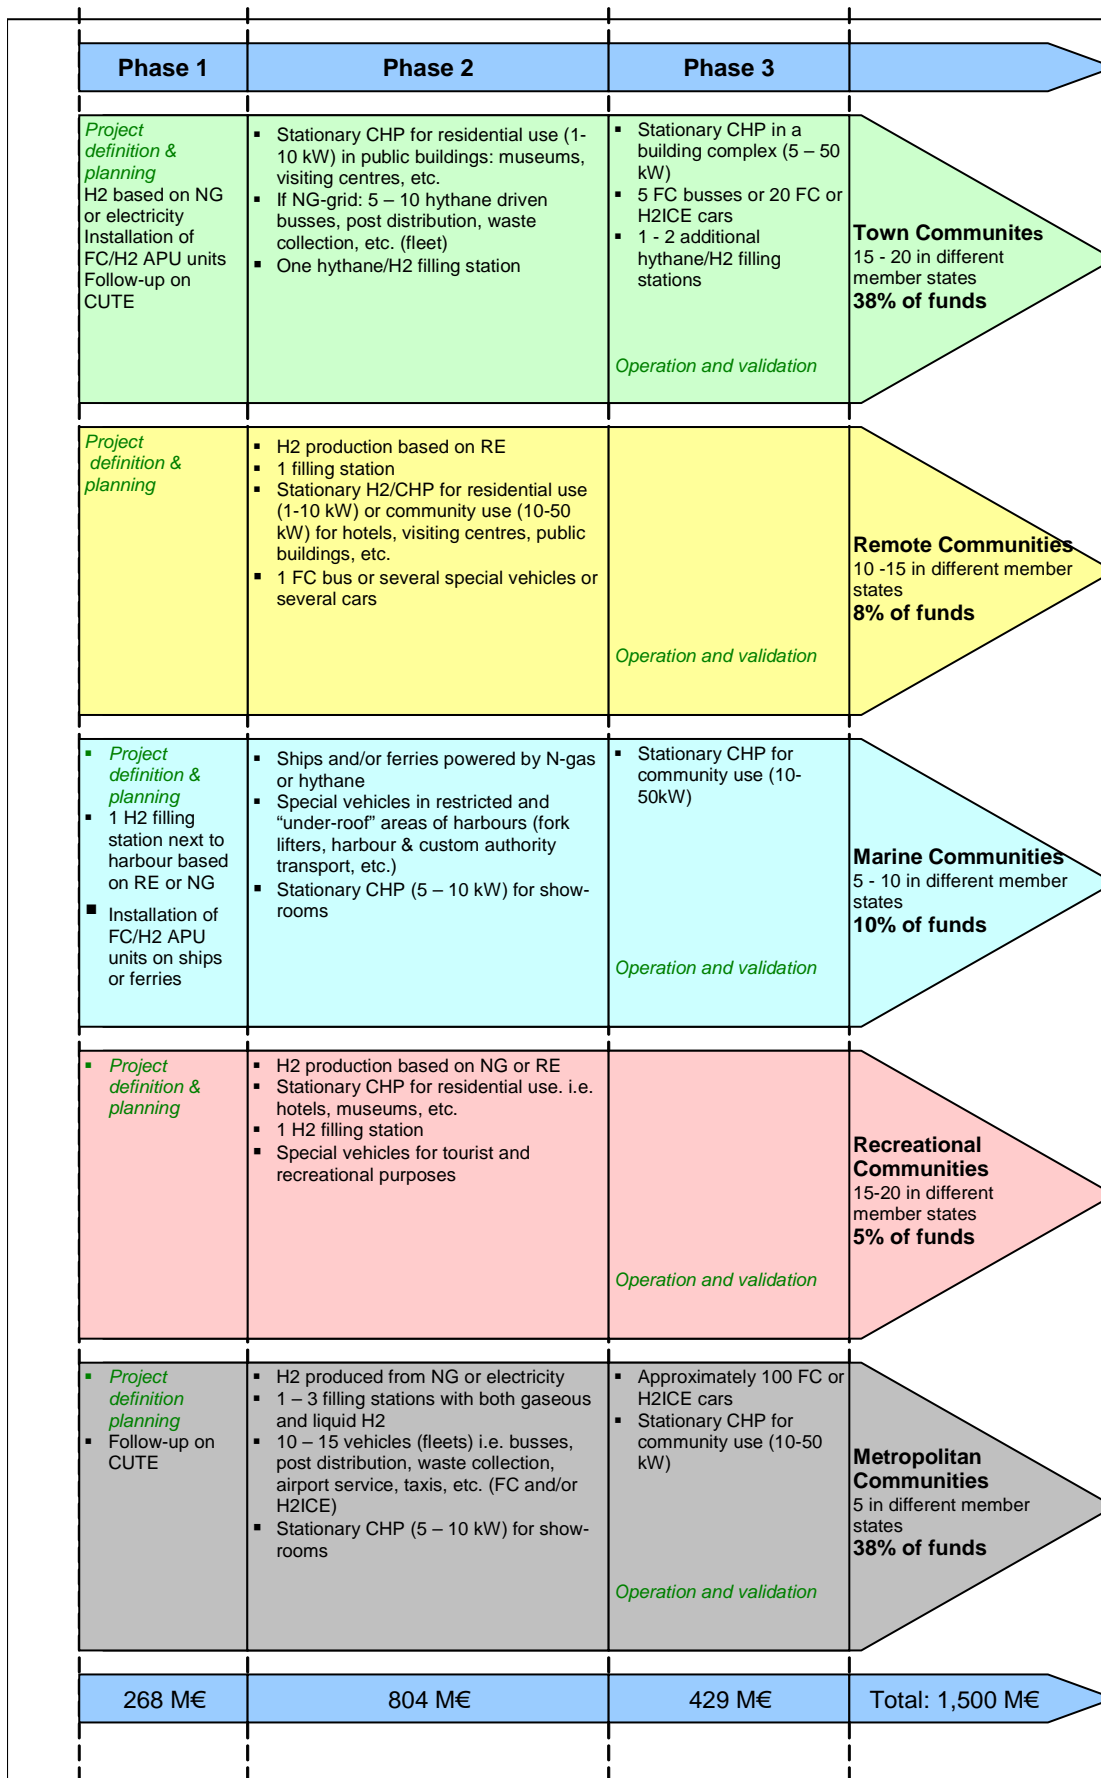 Phase 1
Phase 2
Phase 3
Project
definition &
planning
H2 based on NG
or electricity
Installation of
FC/H2 APU units
Follow-up on
CUTE
▪ Stationary CHP for residential use (1-
10 kW) in public buildings: museums,
visiting centres, etc.
▪ If NG-grid: 5 – 10 hythane driven
busses, post distribution, waste
collection, etc. (fleet)
▪ One hythane/H2 filling station
▪ Stationary CHP in a
building complex (5 – 50
kW)
▪ 5 FC busses or 20 FC or
H2ICE cars
▪ 1 - 2 additional
hythane/H2 filling
stations
Operation and validation
Town Communites
15 - 20 in different
member states
38% of funds
Project
definition &
planning
▪ H2 production based on RE
▪ 1 filling station
▪ Stationary H2/CHP for residential use
(1-10 kW) or community use (10-50
kW) for hotels, visiting centres, public
buildings, etc.
▪ 1 FC bus or several special vehicles or
several cars
Operation and validation
Remote Communities
10 -15 in different member
states
8% of funds
▪ Project
definition &
planning
▪ 1 H2 filling
station next to
harbour based
on RE or NG
▪ Installation of
FC/H2 APU
units on ships
or ferries
▪ Ships and/or ferries powered by N-gas
or hythane
▪ Special vehicles in restricted and
“under-roof” areas of harbours (fork
lifters, harbour & custom authority
transport, etc.)
▪ Stationary CHP (5 – 10 kW) for show-
rooms
▪ Stationary CHP for
community use (10-
50kW)
Operation and validation
Marine Communities
5 - 10 in different member
states
10% of funds
▪ Project
definition &
planning
▪ H2 production based on NG or RE
▪ Stationary CHP for residential use. i.e.
hotels, museums, etc.
▪ 1 H2 filling station
▪ Special vehicles for tourist and
recreational purposes
Operation and validation
Recreational
Communities
15-20 in different
member states
5% of funds
▪ Project
definition
planning
▪ Follow-up on
CUTE
▪ H2 produced from NG or electricity
▪ 1 – 3 filling stations with both gaseous
and liquid H2
▪ 10 – 15 vehicles (fleets) i.e. busses,
post distribution, waste collection,
airport service, taxis, etc. (FC and/or
H2ICE)
▪ Stationary CHP (5 – 10 kW) for show-
rooms
▪ Approximately 100 FC or
H2ICE cars
▪ Stationary CHP for
community use (10-50
kW)
Operation and validation
Metropolitan
Communities
5 in different member
states
38% of funds
268 M€
804 M€
429 M€
Total: 1,500 M€